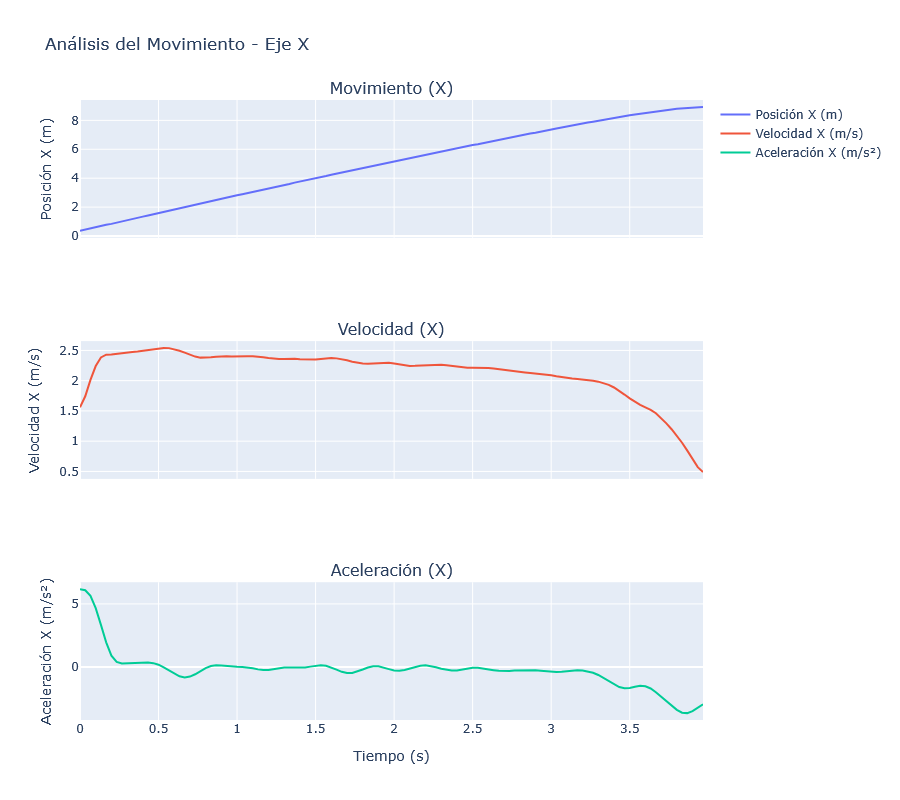 Análisis del Movimiento - Eje X
Movimiento (X)
Posición X (m)
8
6
4
2
0
Posición X (m)
Velocidad X (m/s)
Aceleración X (m/s²)
Velocidad (X)
Velocidad X (m/s)
2.5
2
1.5
1
0.5
Aceleración (X)
Aceleración X (m/s²)
5
0
0
0.5
1
1.5
2
2.5
3
3.5
Tiempo (s)